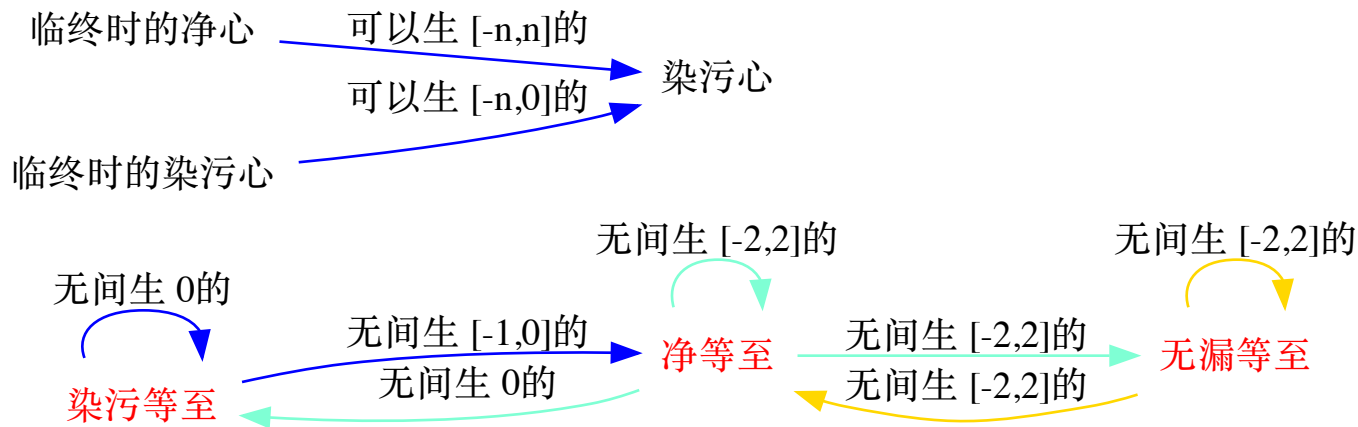 临终时的净心
可以生 [-n,n]的
染污心
可以生 [-n,0]的
临终时的染污心
无间生 [-2,2]的
无间生 [-2,2]的
无间生 0的
无间生 [-1,0]的
净等至
无间生 [-2,2]的
无漏等至
无间生 0的
无间生 [-2,2]的
染污等至